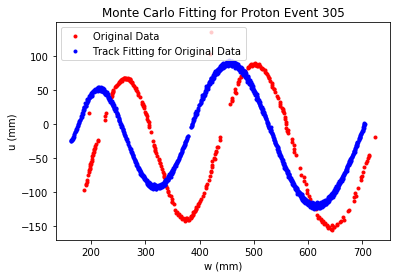 Monte Carlo Fitting for Proton Event 305
Original Data
Track Fitting for Original Data
u (mm)
100
50
0
−50
−100
−150
200 300 400 500 600 700
w (mm)